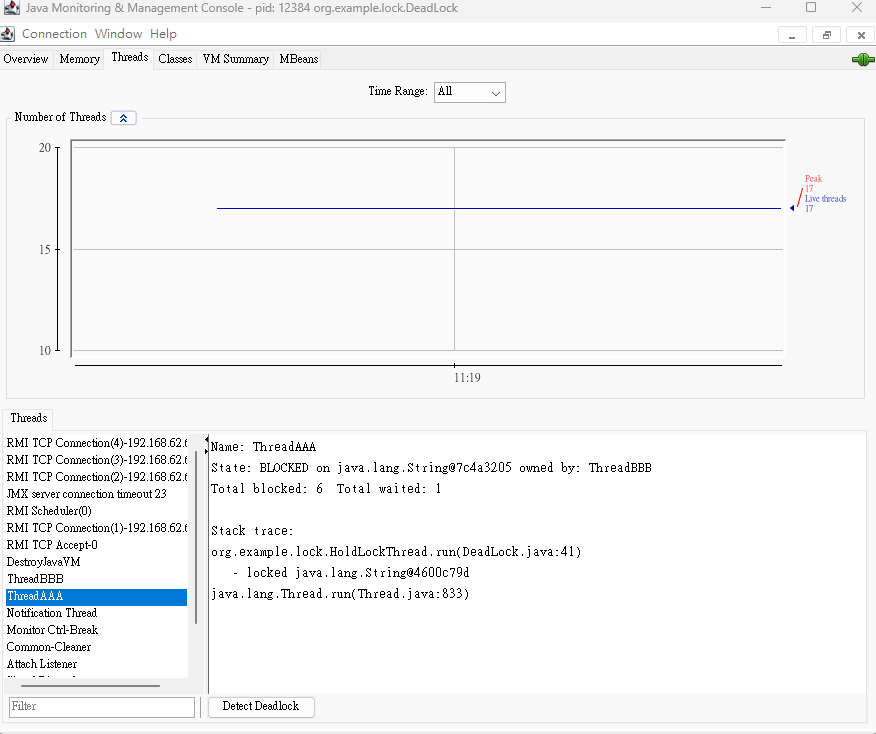 Java Monitoring & Management Console - pid: 12384 org.example.lock.DeadLock
Connection Window Help
Overview Memory Threads Classes VM Summary MBeans
Time Range: All
Number of Threads
20
15
10
11:19
Peak
17
Live threads
17
Threads
RMI TCP Connection(4)-192.168.62.6
RMI TCP Connection(3)-192.168.62.6
RMI TCP Connection(2)-192.168.62.6
JMX server connection timeout 23
RMI Scheduler(0)
RMI TCP Connection(1)-192.168.62.6
RMI TCP Accept-0
DestroyJavaVM
ThreadBBB
ThreadAAA
Notification Thread
Monitor Ctrl-Break
Common-Cleaner
Attach Listener
Filter
Name: ThreadAAA
State: BLOCKED on java.lang.String@7c4a3205 owned by: ThreadBBB
Total blocked: 6 Total waited: 1
Stack trace:
org.example.lock.HoldLockThread.run(DeadLock.java:41)
- locked java.lang.String@4600c79d
java.lang.Thread.run(Thread.java:833)
Detect Deadlock